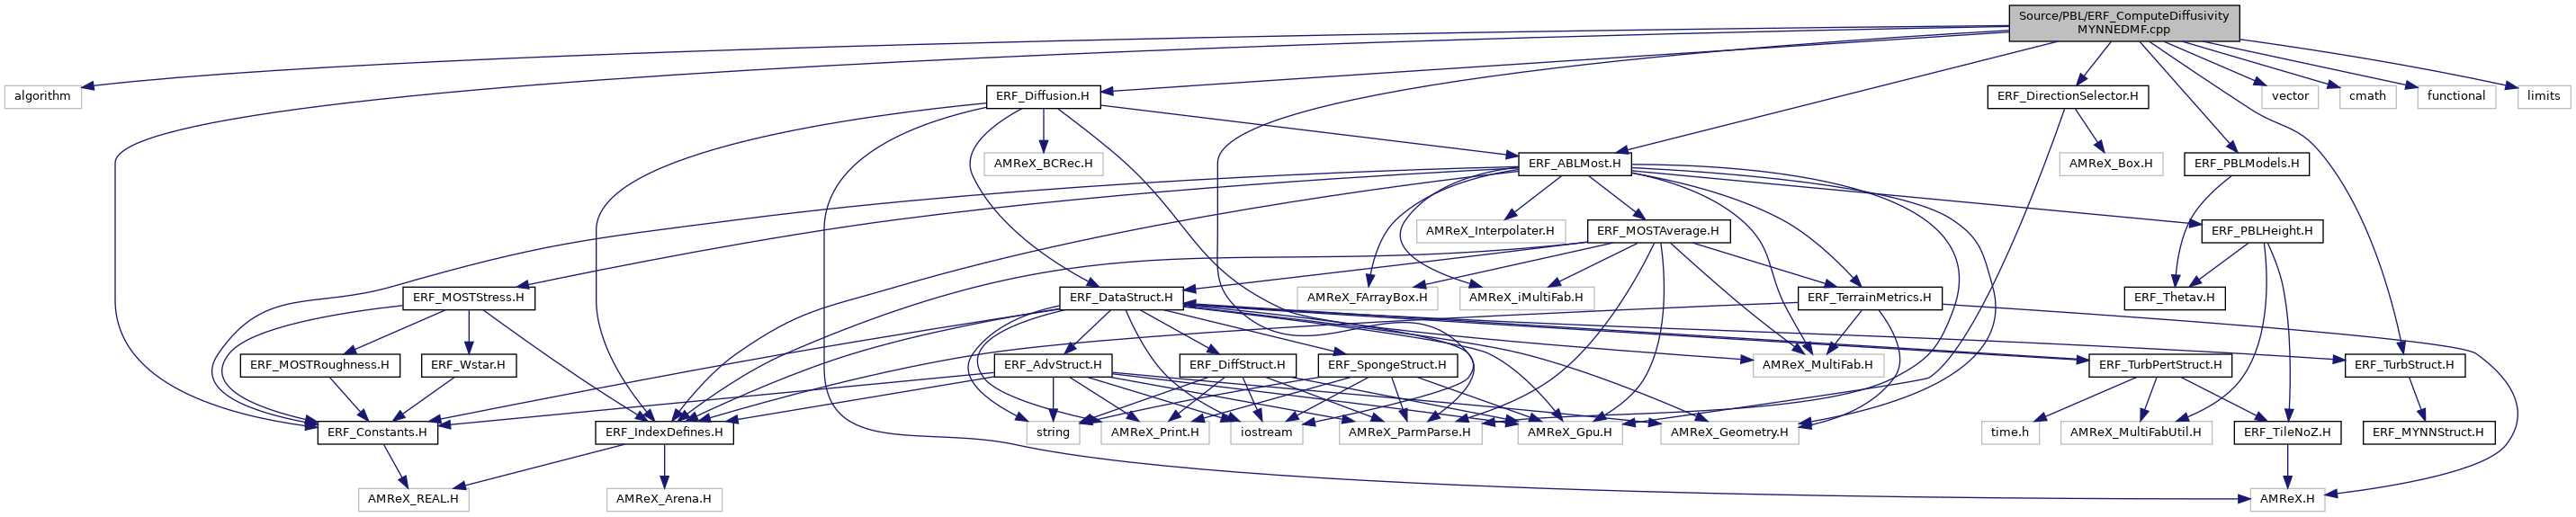 Source/PBL/ERF_ComputeDiffusivity
MYNNEDMF.cpp
algorithm
ERF_Diffusion.H
ERF_DirectionSelector.H
vector
cmath
functional
limits
AMReX_BCRec.H
ERF_ABLMost.H
AMReX_Box.H
ERF_PBLModels.H
AMReX_Interpolater.H
ERF_MOSTAverage.H
ERF_PBLHeight.H
ERF_MOSTStress.H
ERF_DataStruct.H
AMReX_FArrayBox.H
AMReX_iMultiFab.H
ERF_TerrainMetrics.H
ERF_Thetav.H
ERF_MOSTRoughness.H
ERF_Wstar.H
ERF_AdvStruct.H
ERF_DiffStruct.H
ERF_SpongeStruct.H
AMReX_MultiFab.H
ERF_TurbPertStruct.H
ERF_TurbStruct.H
ERF_Constants.H
ERF_IndexDefines.H
string
AMReX_Print.H
iostream
AMReX_ParmParse.H
AMReX_Gpu.H
AMReX_Geometry.H
time.h
AMReX_MultiFabUtil.H
ERF_TileNoZ.H
ERF_MYNNStruct.H
AMReX_REAL.H
AMReX_Arena.H
AMReX.H